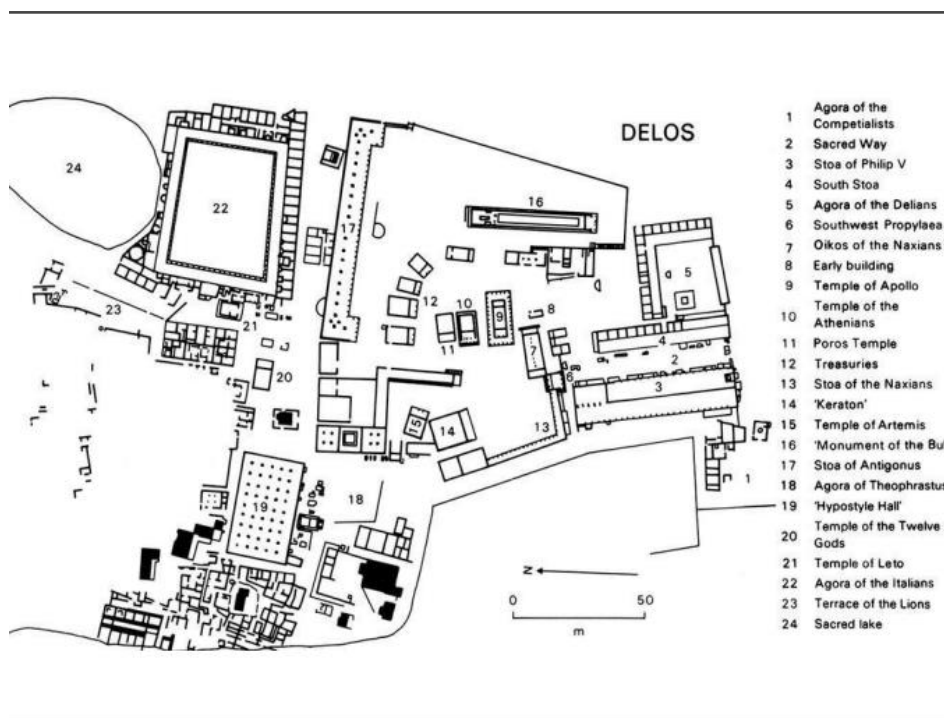 DELOS
1 Agora of the
Competialists
2 Sacred Way
3 Stoa of Philip V
4 South Stoa
5 Agora of the Delians
6 Southwest Propylaea
7 Oikos of the Naxians
8 Early building
9 Temple of Apollo
10 Temple of the
Athenians
11 Poros Temple
12 Treasuries
13 Stoa of the Naxians
14 'Keraton'
15 Temple of Artemis
16 'Monument of the Bul
17 Stoa of Antigonus
18 Agora of Theophrastus
19 'Hypostyle Hall'
20 Temple of the Twelve
Gods
21 Temple of Leto
22 Agora of the Italians
23 Terrace of the Lions
24 Sacred lake
24
22
17
16
5
23
21
12
10
9
8
11
7
4
2
20
6
3
15
14
13
1
19
18
N
0 50
m